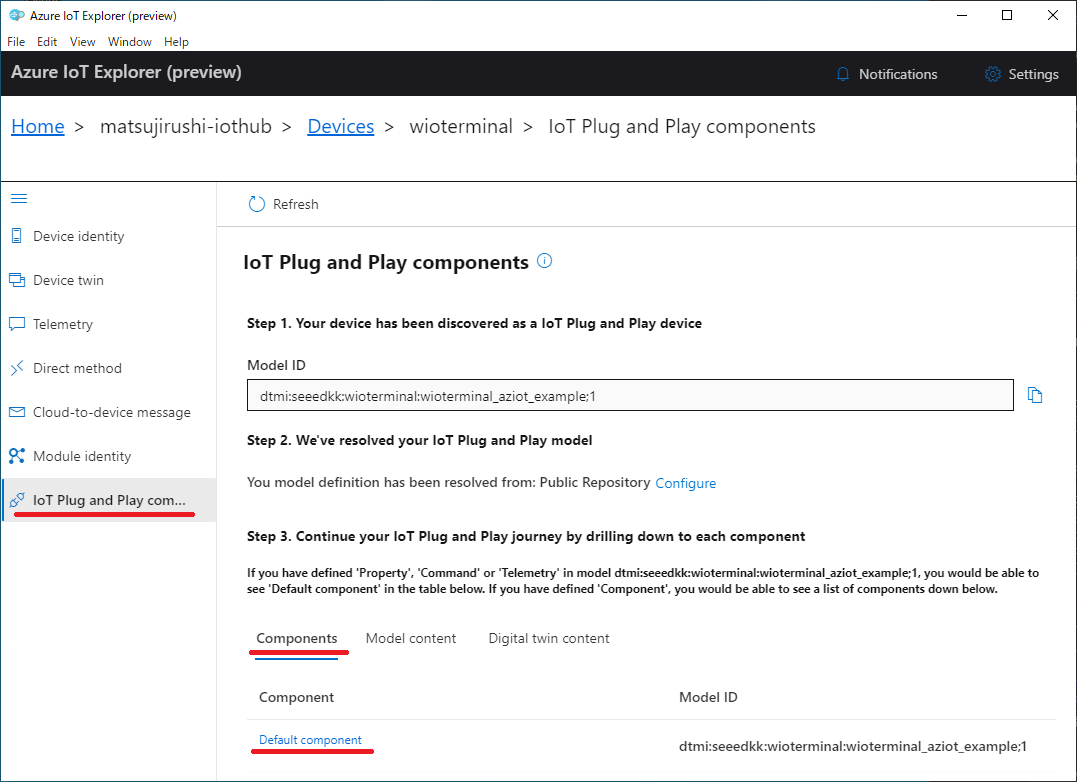 Azure IoT Explorer (preview)
File Edit View Window Help
Azure IoT Explorer (preview)
Notifications
Settings
Home > matsujirushi-iothub > Devices > wioterminal > IoT Plug and Play components
Device identity
Device twin
Telemetry
Direct method
Cloud-to-device message
Module identity
IoT Plug and Play com...
Refresh
IoT Plug and Play components
Step 1. Your device has been discovered as a IoT Plug and Play device
Model ID
dtmi:seeedkk:wioterminal:wioterminal_aziot_example;1
Step 2. We've resolved your IoT Plug and Play model
You model definition has been resolved from: Public Repository Configure
Step 3. Continue your IoT Plug and Play journey by drilling down to each component
If you have defined 'Property', 'Command' or 'Telemetry' in model dtmi:seeedkk:wioterminal:wioterminal_aziot_example;1, you would be able to
see 'Default component' in the table below. If you have defined 'Component', you would be able to see a list of components down below.
Components Model content Digital twin content
Component Model ID
Default component dtmi:seeedkk:wioterminal:wioterminal_aziot_example;1